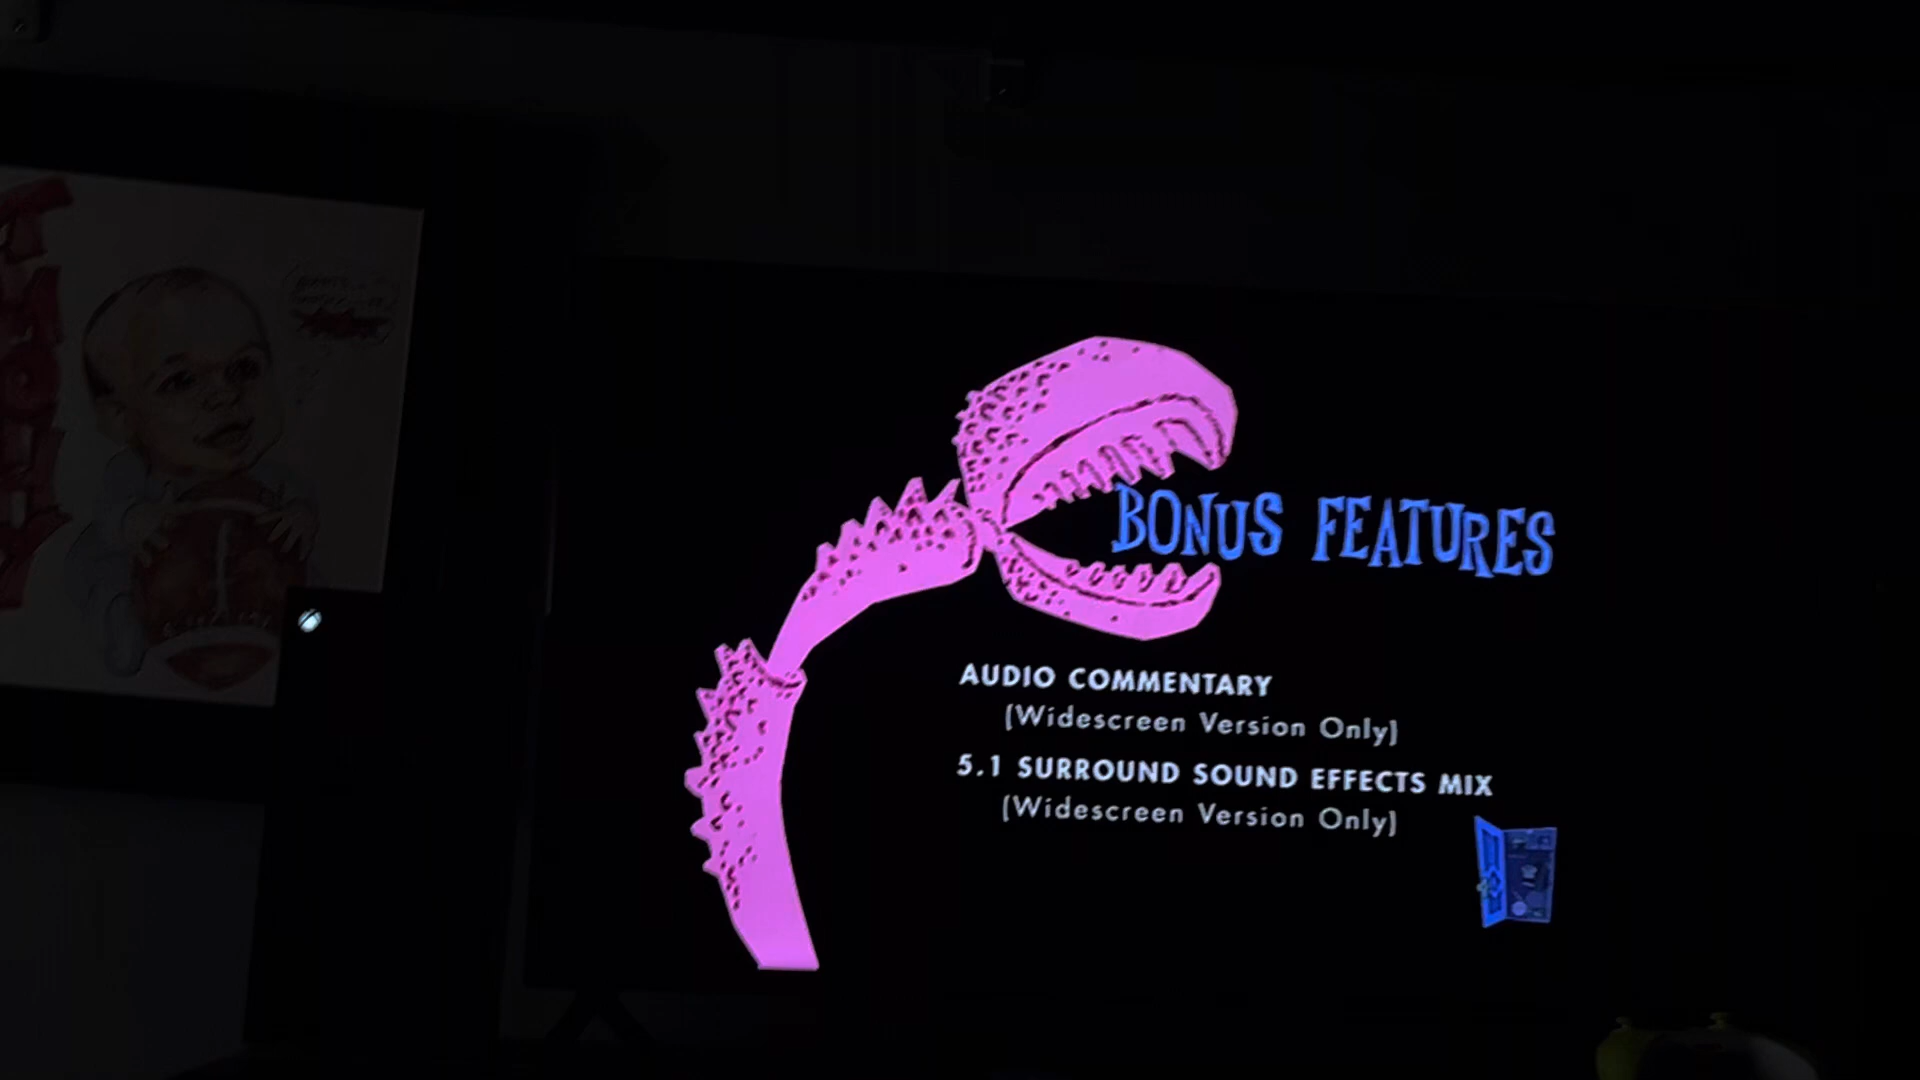 BONUS FEATURES
AUDIO COMMENTARY
(Widescreen Version Only)
5.1 SURROUND SOUND EFFECTS MIX
(Widescreen Version Only)